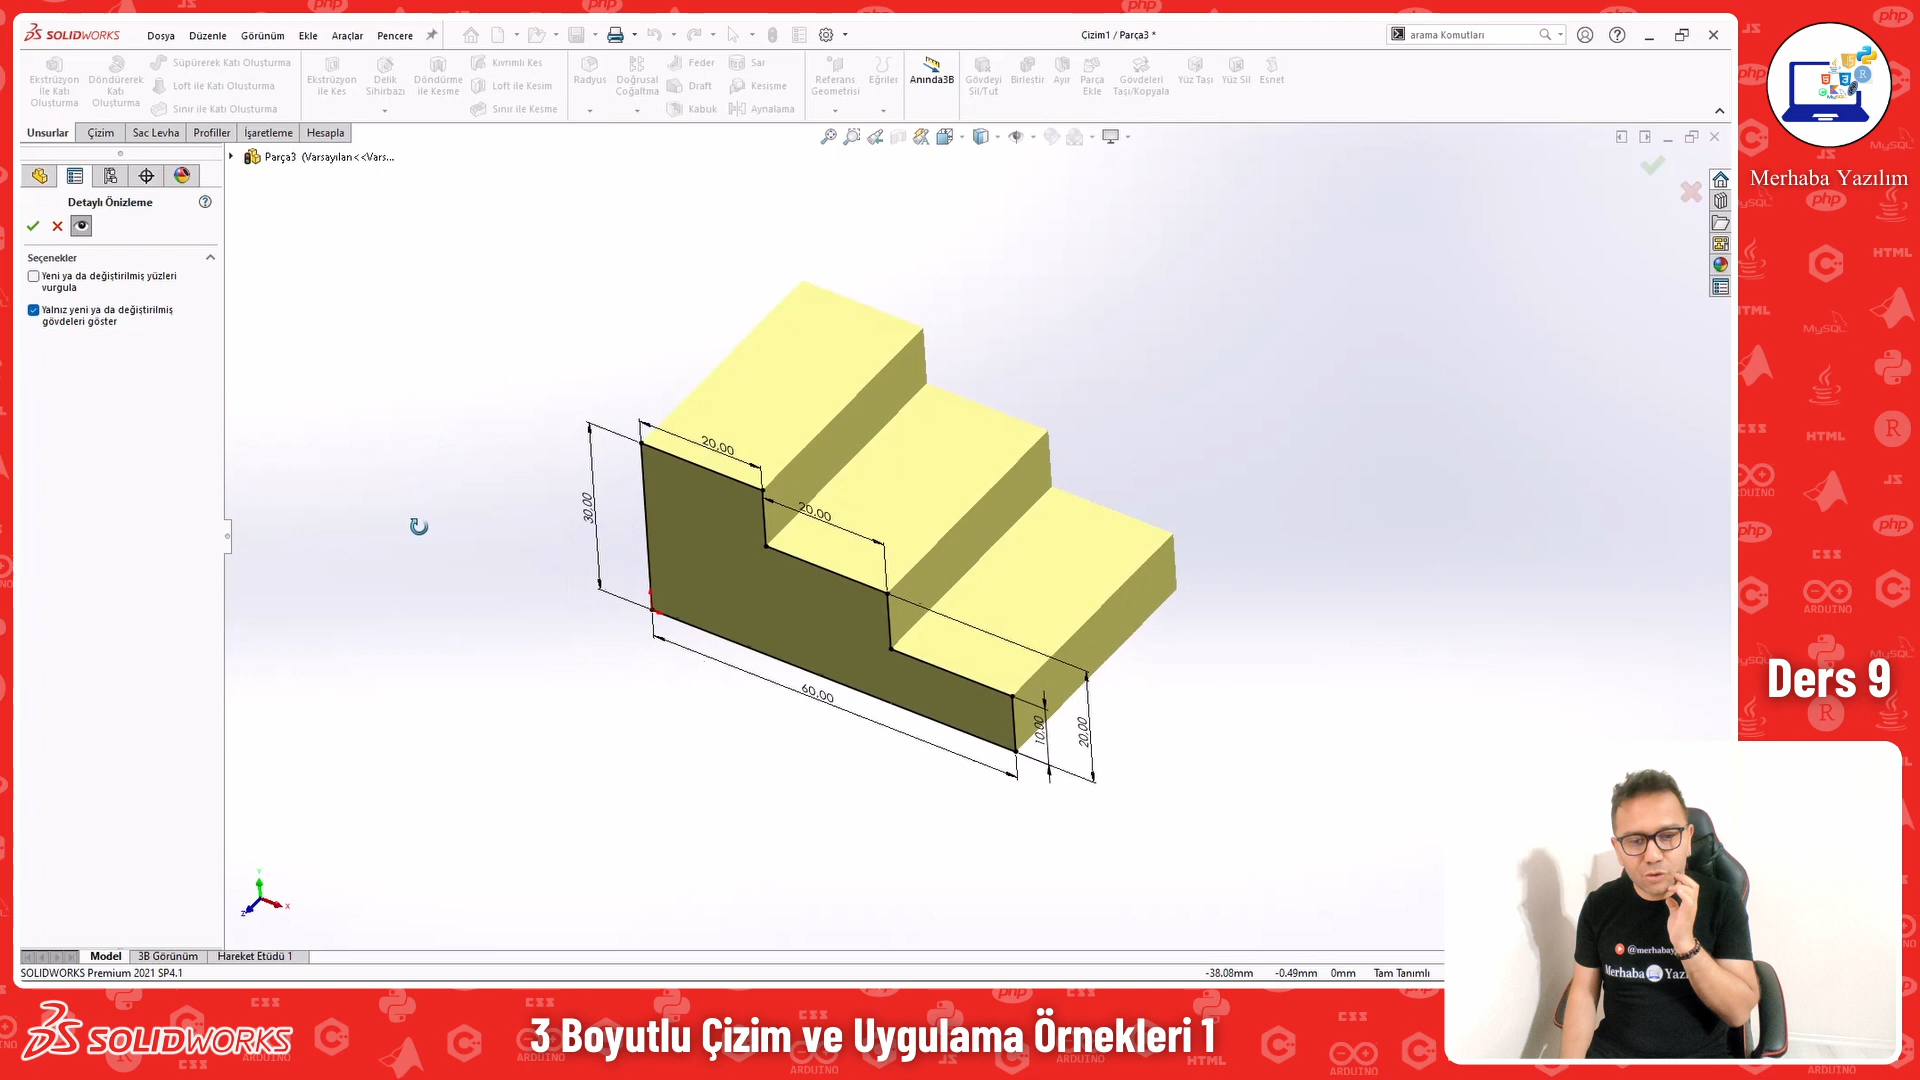 SOLIDWORKS
Dosya
Düzenle
Görünüm
Ekle
Araçlar
Pencere
Çizim1 / Parça3 *
arama Komutları
Ekstrüzyon İle Katı Oluşturma
Döndürerek Katı Oluşturma
Süpürerek Katı Oluşturma
Loft ile Katı Oluşturma
Sınır ile Katı Oluşturma
Ekstrüzyon ile Kes
Delik Sihirbazı
Döndürme ile Kesme
Kıvrımlı Kes
Loft ile Kesim
Sınır ile Kesme
Radyus
Doğrusal Çoğaltma
Feder
Draft
Kabuk
Sar
Kesişme
Aynalama
Referans Geometrisi
Eğriler
Anında3B
Gövdeyi Sil/Tut
Birleştir
Ayır
Parça Ekle
Gövdeleri Taşı/Kopyala
Yüz Taşı
Yüz Sil
Esnet
Unsurlar
Çizim
Sac Levha
Profiller
İşaretleme
Hesapla
Parça3 (Varsayılan<<Vars...
Detaylı Önizleme
Seçenekler
Yeni ya da değiştirilmiş yüzleri
vurgula
Yalnız yeni ya da değiştirilmiş
gövdeleri göster
20,00
20,00
30,00
60,00
10,00
20,00
Y
X
Z
Model
3B Görünüm
Hareket Etüdü 1
SOLIDWORKS Premium 2021 SP4.1
-38.08mm
-0.49mm
0mm
Tam Tanımlı
Merhaba Yazılım
Ders 9
@merhabay
Merhaba Yaz
SOLIDWORKS
3 Boyutlu Çizim ve Uygulama Örnekleri 1